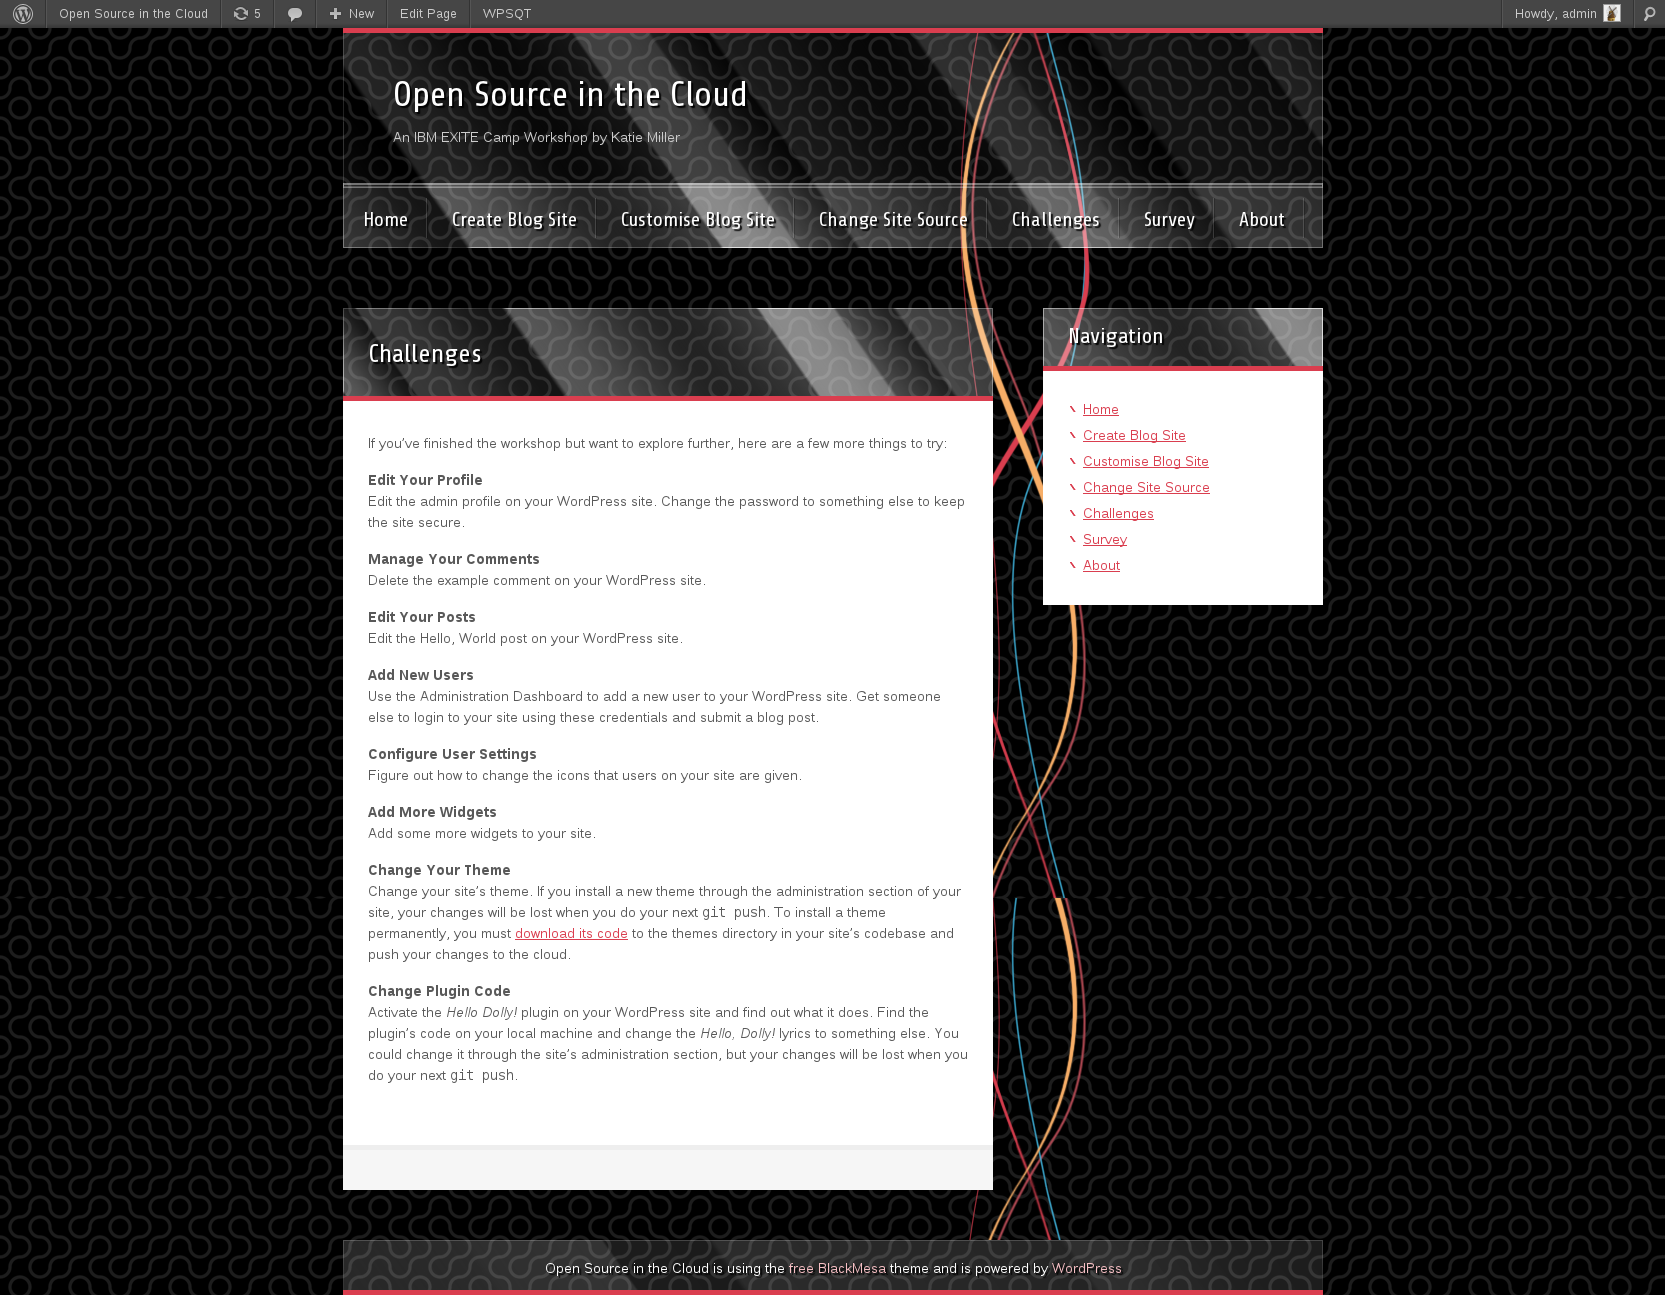 Open Source in the Cloud 5 New Edit Page WPSQT Howdy, admin
Open Source in the Cloud
An IBM EXITE Camp Workshop by Katie Miller
Home Create Blog Site Customise Blog Site Change Site Source Challenges Survey About
Challenges
If you’ve finished the workshop but want to explore further, here are a few more things to try:
Edit Your Profile
Edit the admin profile on your WordPress site. Change the password to something else to keep
the site secure.
Manage Your Comments
Delete the example comment on your WordPress site.
Edit Your Posts
Edit the Hello, World post on your WordPress site.
Add New Users
Use the Administration Dashboard to add a new user to your WordPress site. Get someone
else to login to your site using these credentials and submit a blog post.
Configure User Settings
Figure out how to change the icons that users on your site are given.
Add More Widgets
Add some more widgets to your site.
Change Your Theme
Change your site’s theme. If you install a new theme through the administration section of your
site, your changes will be lost when you do your next git push. To install a theme
permanently, you must download its code to the themes directory in your site’s codebase and
push your changes to the cloud.
Change Plugin Code
Activate the Hello Dolly! plugin on your WordPress site and find out what it does. Find the
plugin’s code on your local machine and change the Hello, Dolly! lyrics to something else. You
could change it through the site’s administration section, but your changes will be lost when you
do your next git push.
Navigation
Home
Create Blog Site
Customise Blog Site
Change Site Source
Challenges
Survey
About
Open Source in the Cloud is using the free BlackMesa theme and is powered by WordPress